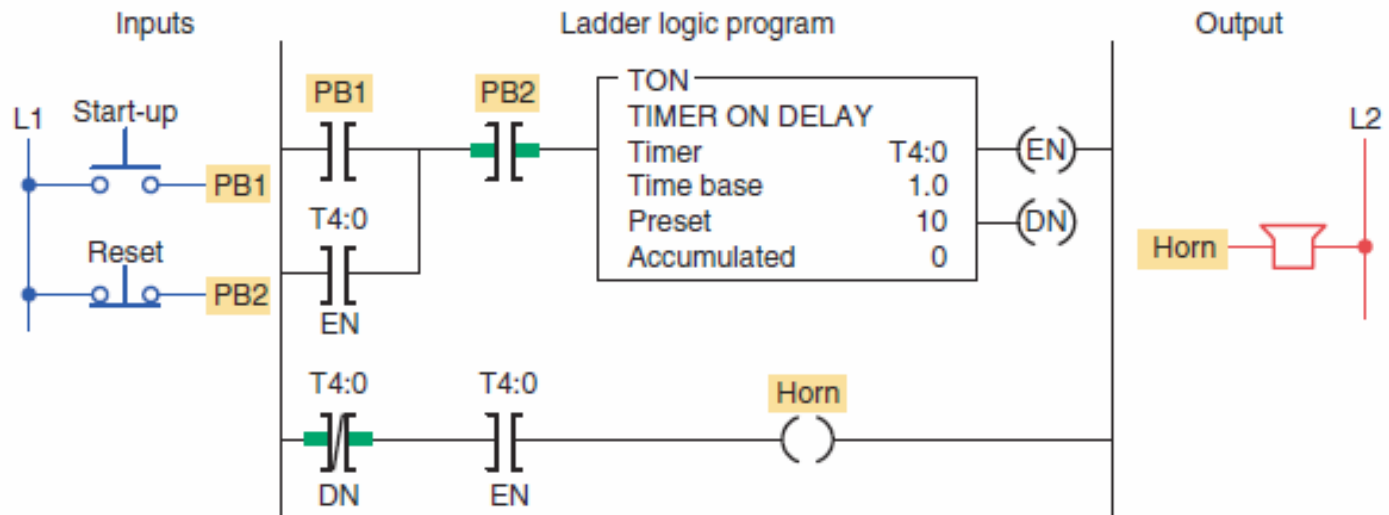 Inputs
Ladder logic program
Output
L1
Start-up
PB1
Reset
PB2
PB1
PB2
T4:0
EN
TON
TIMER ON DELAY
Timer T4:0
Time base 1.0
Preset 10
Accumulated 0
EN
DN
T4:0
DN
T4:0
EN
Horn
L2
Horn